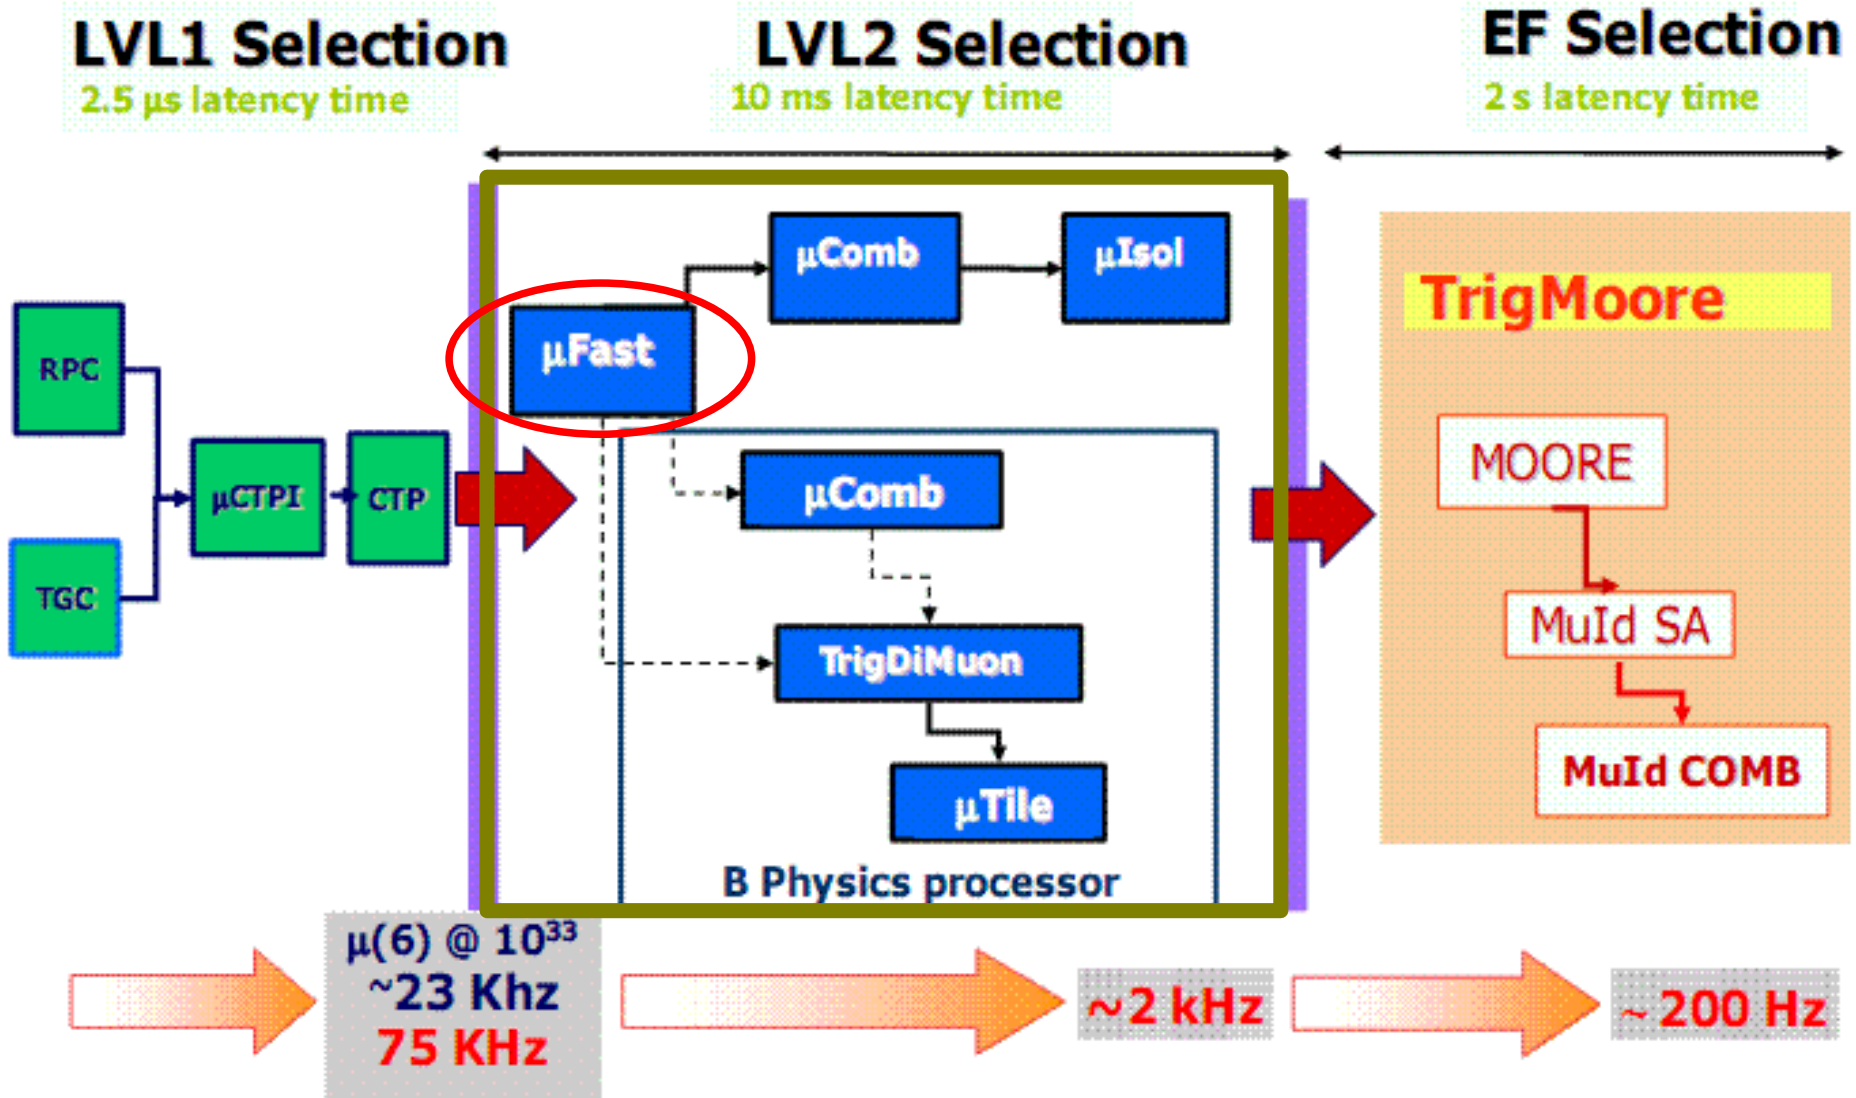 LVL1 Selection
2.5 μs latency time
LVL2 Selection
10 ms latency time
EF Selection
2 s latency time
RPC
TGC
μCTPI
CTP
μFast
μComb
μIsol
μComb
TrigDiMuon
μTile
B Physics processor
TrigMoore
MOORE
MuId SA
MuId COMB
μ(6) @ 10³³
~23 Khz
75 KHz
~2 kHz
~ 200 Hz